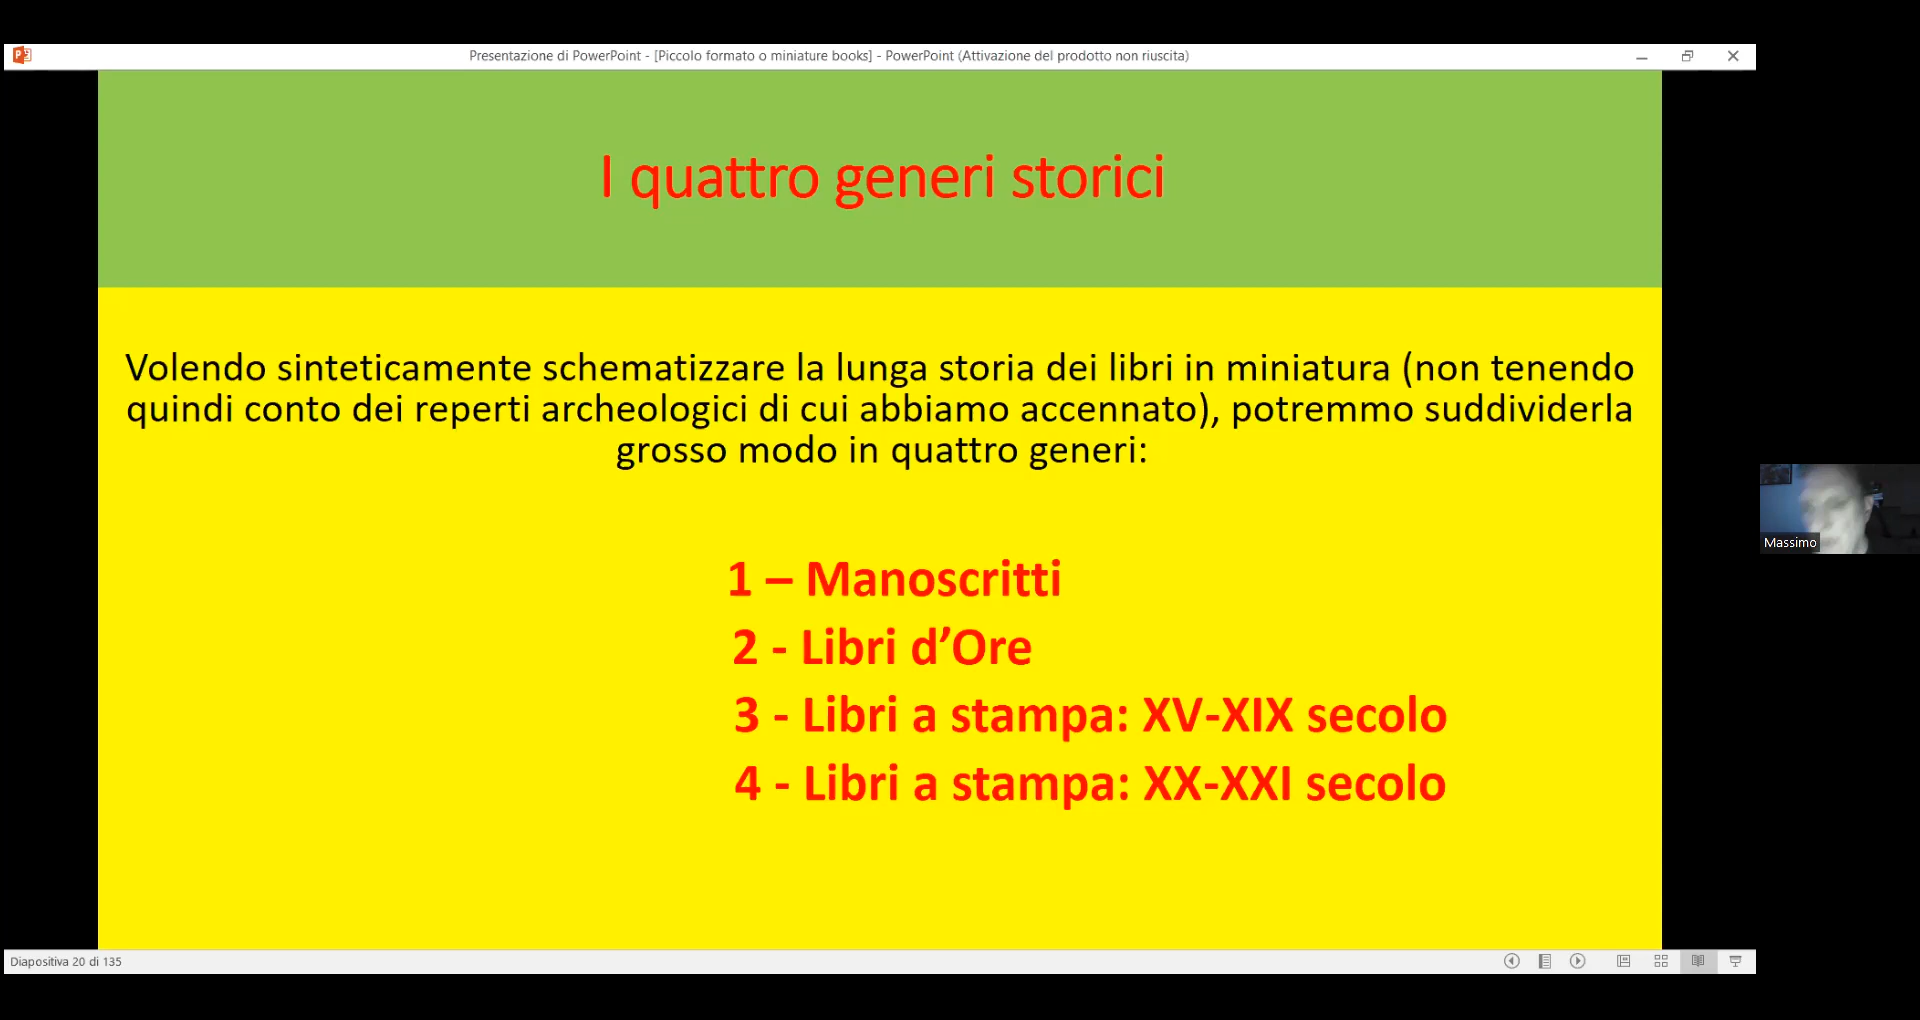 Presentazione di PowerPoint - [Piccolo formato o miniature books] - PowerPoint (Attivazione del prodotto non riuscita)
I quattro generi storici
Volendo sinteticamente schematizzare la lunga storia dei libri in miniatura (non tenendo
quindi conto dei reperti archeologici di cui abbiamo accennato), potremmo suddividerla
grosso modo in quattro generi:
1 – Manoscritti
2 - Libri d’Ore
3 - Libri a stampa: XV-XIX secolo
4 - Libri a stampa: XX-XXI secolo
Massimo
Diapositiva 20 di 135